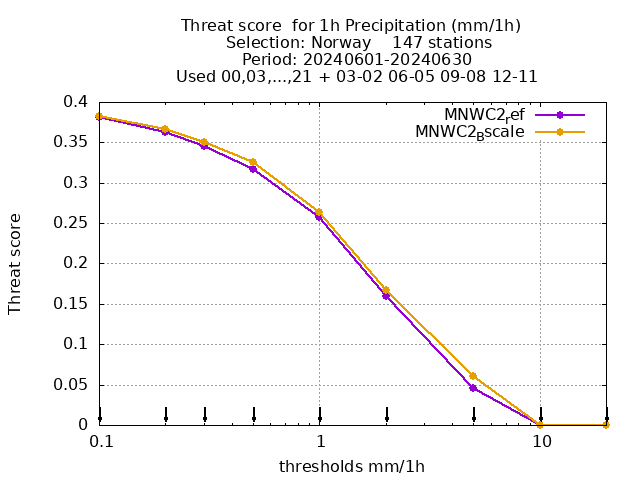 Threat score  for 1h Precipitation (mm/1h)
Selection: Norway    147 stations
Period: 20240601-20240630
Used 00,03,...,21 + 03-02 06-05 09-08 12-11
MNWC2ref
MNWC2Bscale
0.4
0.35
0.3
0.25
0.2
0.15
0.1
0.05
0
Threat score
0.1
1
10
thresholds mm/1h